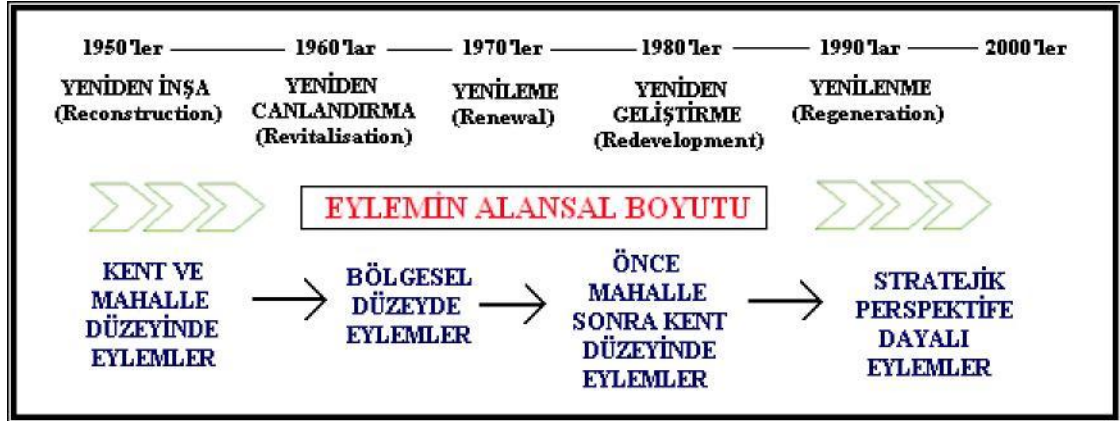 1950'ler 1960'lar 1970'ler 1980'ler 1990'lar 2000'ler
YENİDEN İNŞA
(Reconstruction)
YENİDEN
CANLANDIRMA
(Revitalisation)
YENİLEME
(Renewal)
YENİDEN
GELİŞTİRME
(Redevelopment)
YENİLENME
(Regeneration)
EYLEMİN ALANSAL BOYUTU
KENT VE
MAHALLE
DÜZEYİNDE
EYLEMLER
BÖLGESEL
DÜZEYDE
EYLEMLER
ÖNCE
MAHALLE
SONRA KENT
DÜZEYİNDE
EYLEMLER
STRATEJİK
PERSPEKTİFE
DAYALI
EYLEMLER